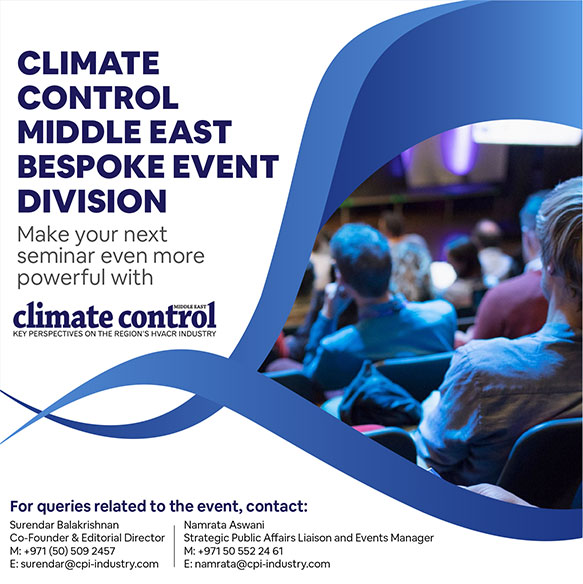 CLIMATE
CONTROL
MIDDLE EAST
BESPOKE EVENT
DIVISION
Make your next
seminar even more
powerful with
MIDDLE EAST
climate control
KEY PERSPECTIVES ON THE REGION'S HVACR INDUSTRY
For queries related to the event, contact:
Surendar Balakrishnan
Co-Founder & Editorial Director
M: +971 (50) 509 2457
E: surendar@cpi-industry.com
Namrata Aswani
Strategic Public Affairs Liaison and Events Manager
M: +971 50 552 24 61
E: namrata@cpi-industry.com